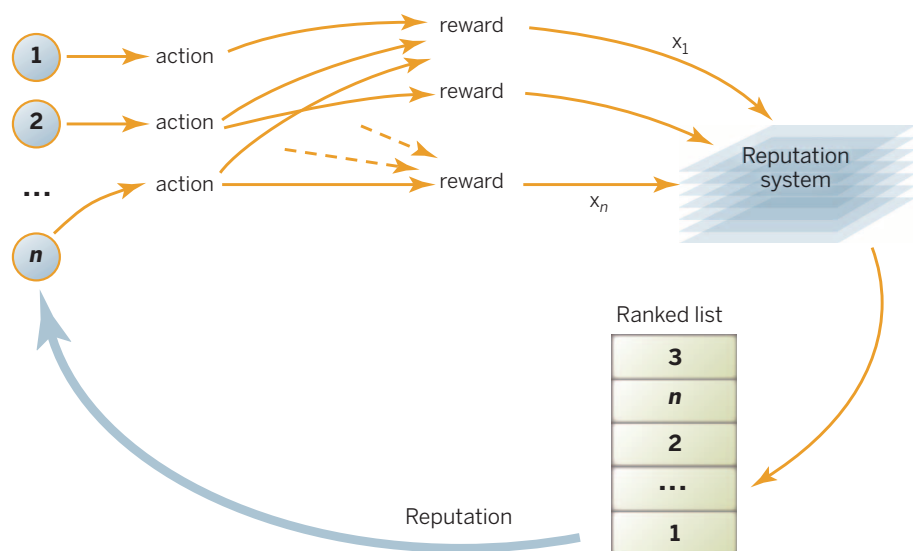 1
action
reward
x1
2
action
reward
...
action
reward
xn
Reputation
system
n
Ranked list
3
n
2
...
1
Reputation